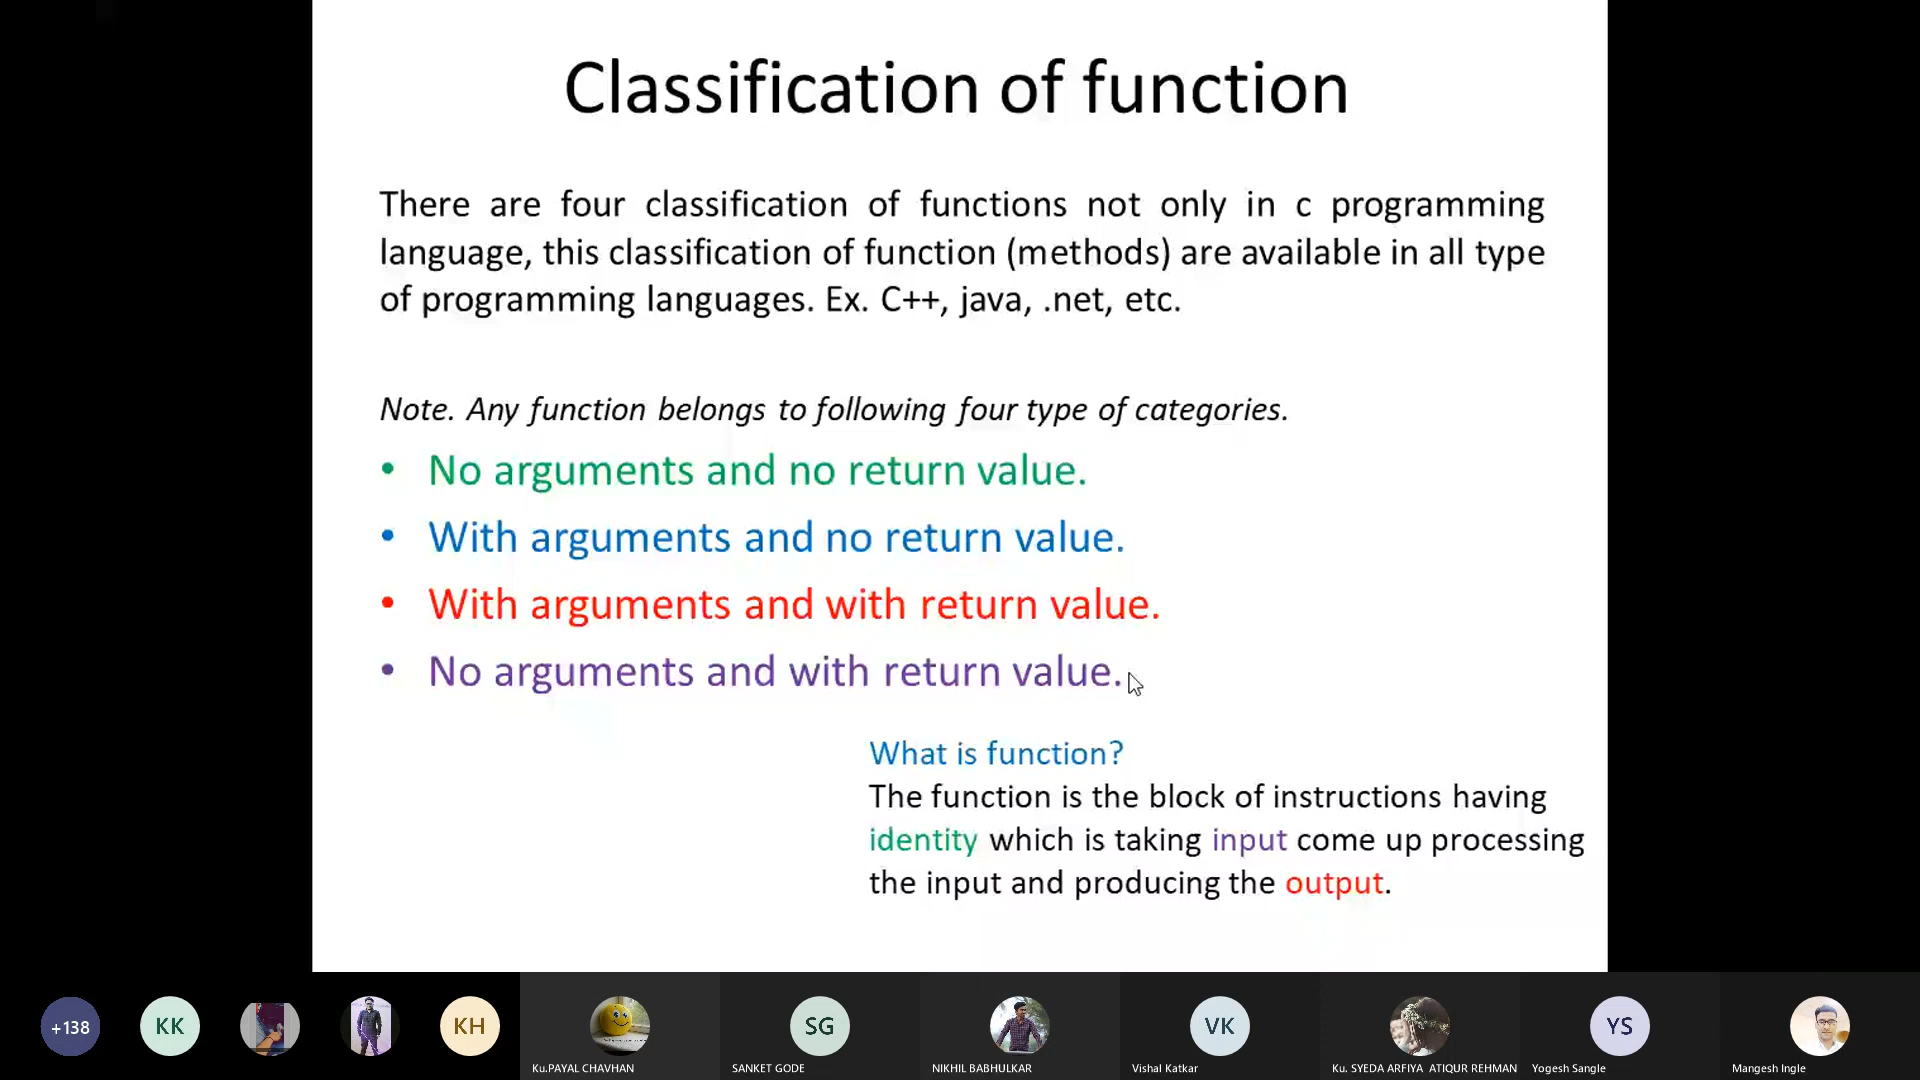 Classification of function
There are four classification of functions not only in c programming
language, this classification of function (methods) are available in all type
of programming languages. Ex. C++, java, .net, etc.
Note. Any function belongs to following four type of categories.
• No arguments and no return value.
• With arguments and no return value.
• With arguments and with return value.
• No arguments and with return value.
What is function?
The function is the block of instructions having
identity which is taking input come up processing
the input and producing the output.
+138
KK
KH
Ku.PAYAL CHAVHAN
SG
SANKET GODE
NIKHIL BABHULKAR
VK
Vishal Katkar
Ku. SYEDA ARFIYA ATIQUR REHMAN
YS
Yogesh Sangle
Mangesh Ingle